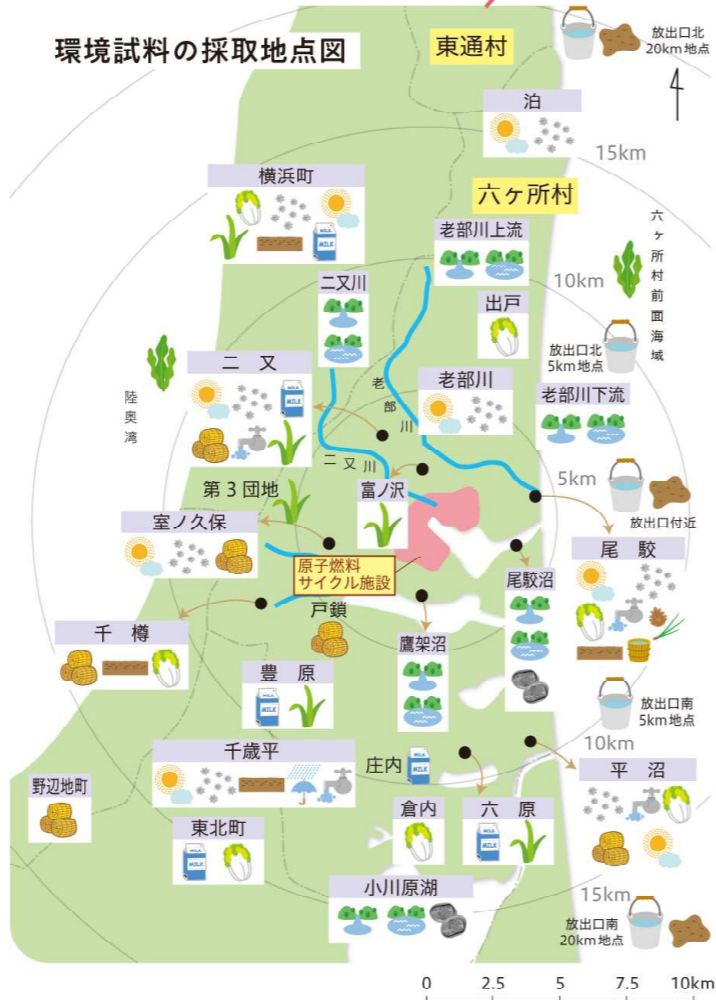 環境試料の採取地点図
東通村
放出口北
20km地点
泊
15km
横浜町
六ヶ所村
六ヶ所村前面海域
老部川上流
10km
二又川
出戸
放出口北
5km地点
陸奥湾
二 又
老部川
老部川
老部川下流
二又川
5km
第3団地
富ノ沢
放出口付近
室ノ久保
尾 駮
原子燃料
サイクル施設
尾駮沼
戸鎖
千 樽
鷹架沼
豊 原
放出口南
5km地点
10km
千歳平
庄内
平 沼
野辺地町
東北町
倉内
六 原
小川原湖
15km
放出口南
20km地点
0 2.5 5 7.5 10km
MILK
MILK
MILK
MILK
MILK
MILK